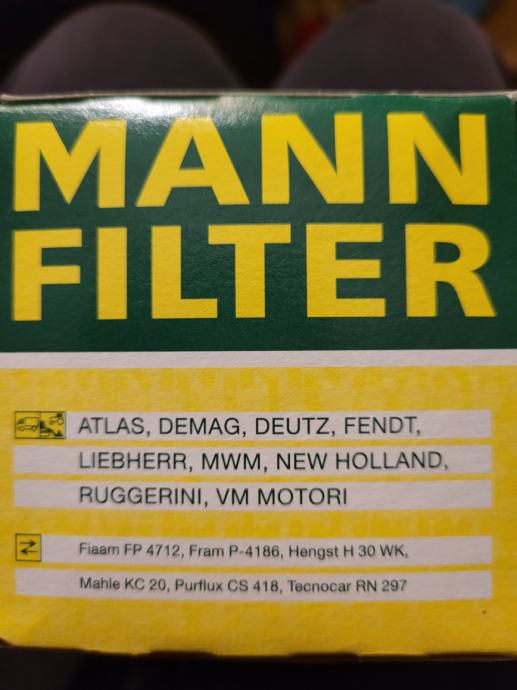 MANN
FILTER
ATLAS, DEMAG, DEUTZ, FENDT,
LIEBHERR, MWM, NEW HOLLAND,
RUGGERINI, VM MOTORI
Fiaam FP 4712, Fram P-4186, Hengst H 30 WK,
Mahle KC 20, Purflux CS 418, Tecnocar RN 297